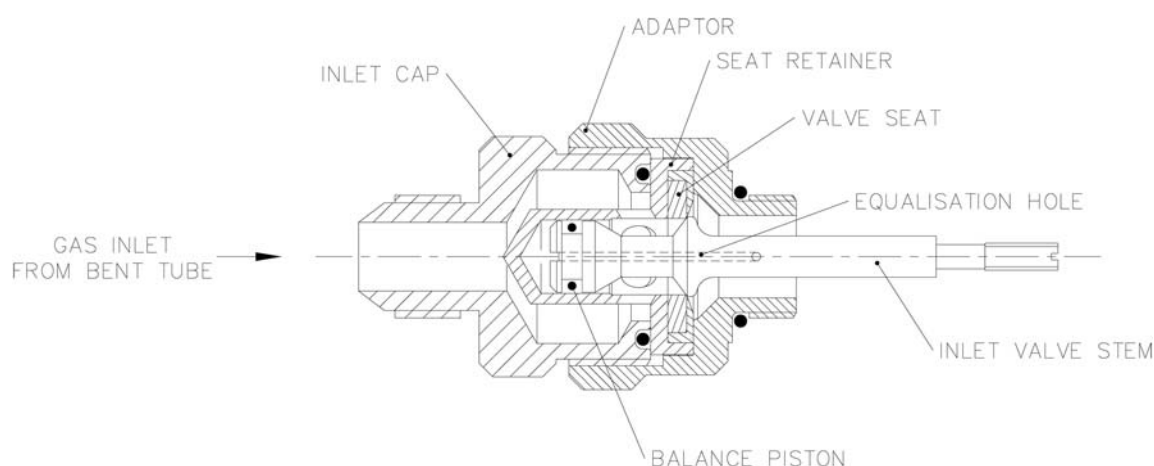 ADAPTOR
SEAT RETAINER
INLET CAP
VALVE SEAT
EQUALISATION HOLE
GAS INLET
FROM BENT TUBE
INLET VALVE STEM
BALANCE PISTON